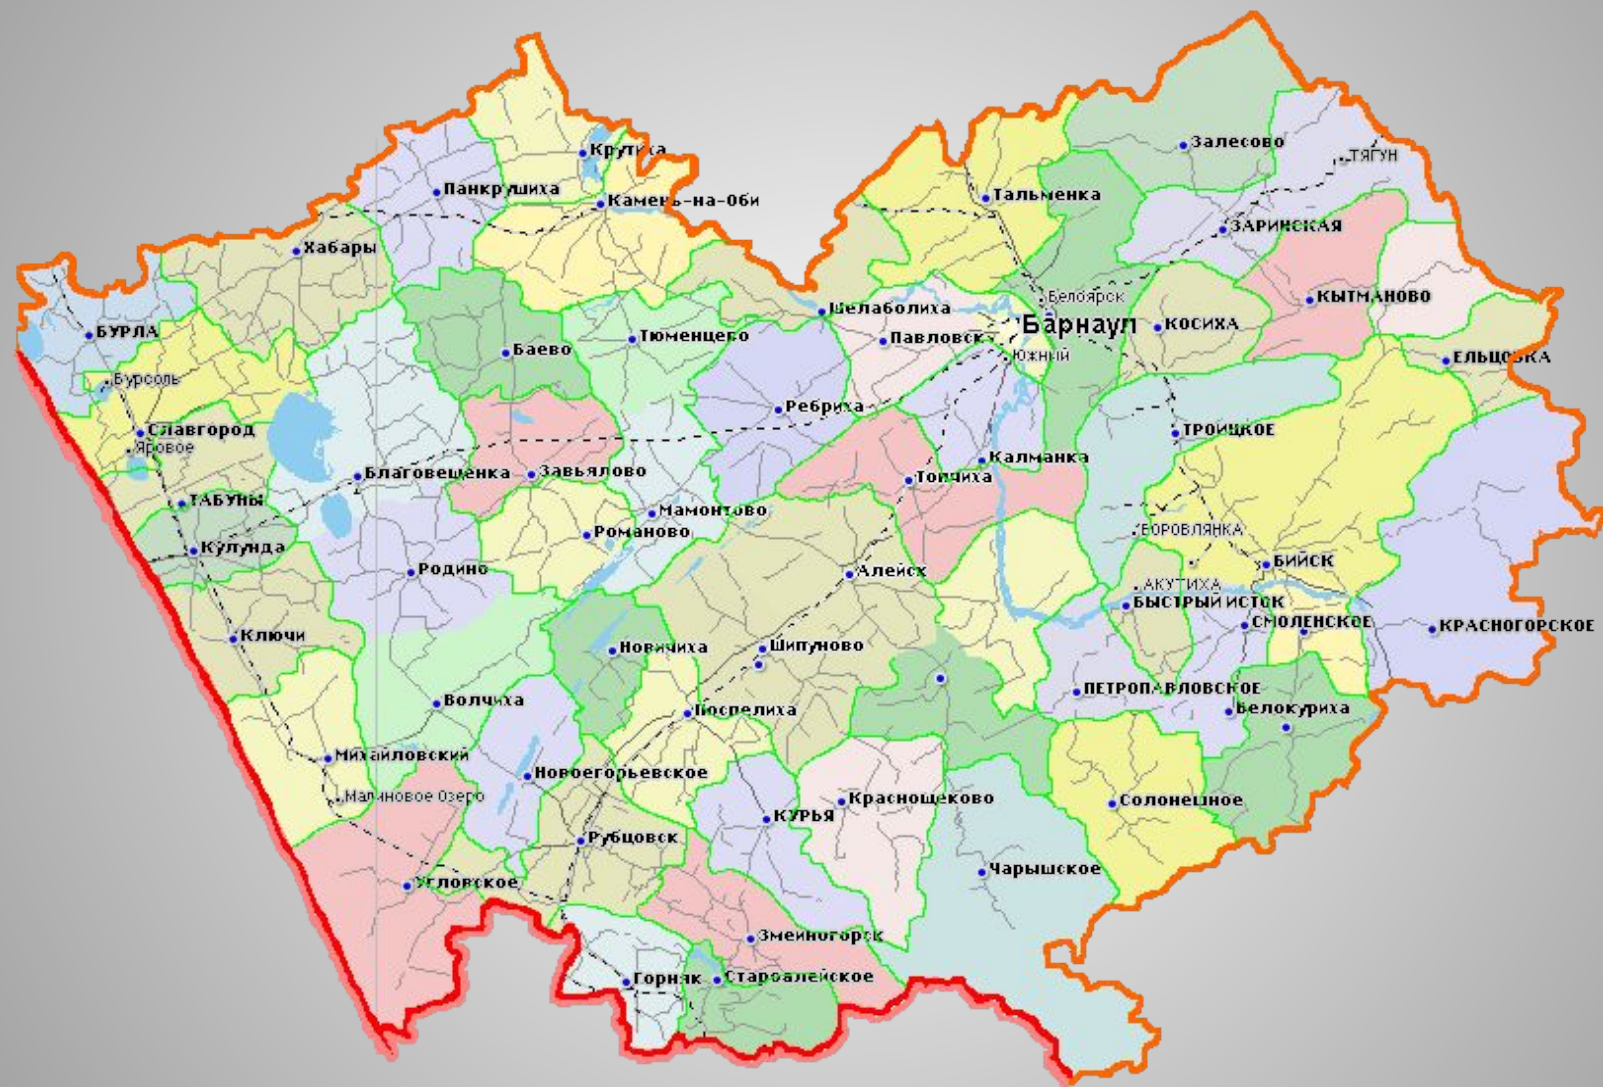 Крутиха
Залесово
ТЯГУН
Панкрушиха
Камень-на-Оби
Тальменка
ЗАРИНСКАЯ
Хабары
Белоярск
КЫТМАНОВО
Шелаболиха
БУРЛА
Тюменцево
Павловск
Барнаул
КОСИХА
Баево
Южный
ЕЛЬЦОВКА
Бурсоль
Ребриха
Славгород
ТРОИЦКОЕ
Яровое
Калманка
Благовещенка
Завьялово
Топчиха
ТАБУНЫ
Мамонтово
Романово
БОРОВЛЯНКА
Кулунда
БИЙСК
Родино
Алейск
АКУТИХА
БЫСТРЫЙ ИСТОК
СМОЛЕНСКОЕ
КРАСНОГОРСКОЕ
Ключи
Новичиха
Шипуново
ПЕТРОПАВЛОВСКОЕ
Волчиха
Поспелиха
Белокуриха
Михайловский
Новоегорьевское
Малиновое Озеро
Краснощеково
Солонешное
КУРЬЯ
Рубцовск
Чарышское
Угловское
Змеиногорск
Горняк
Староалейское